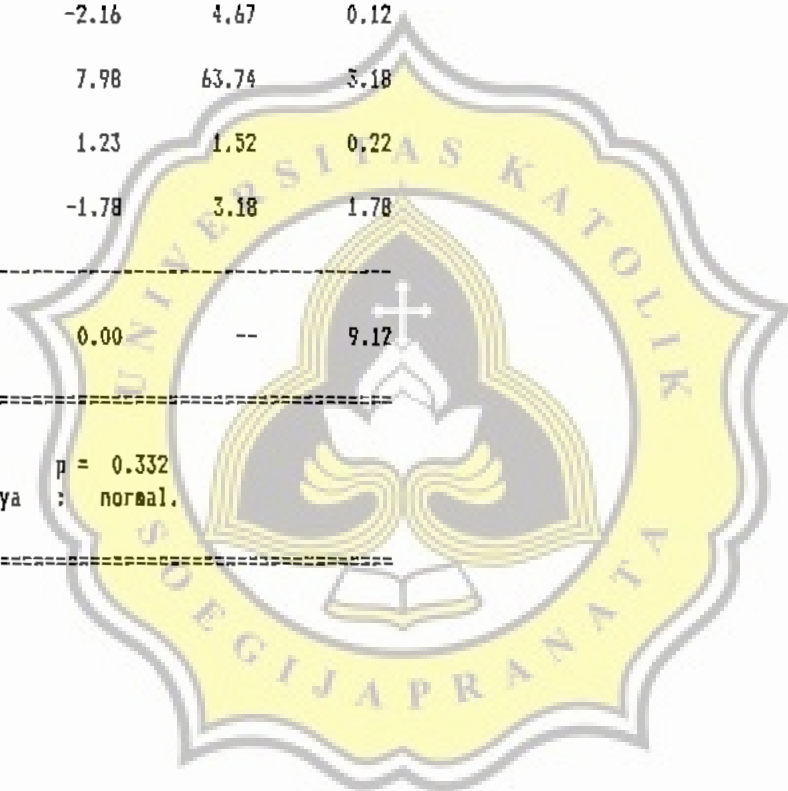 -2.16 4.67 0.12
7.98 63.74 3.18
1.23 1.52 0.22
-1.78 3.18 1.78
0.00 -- 9.12
p = 0.332
ya : normal.
UNIVERSITAS KATOLIK
SOEGIJAPRANATA